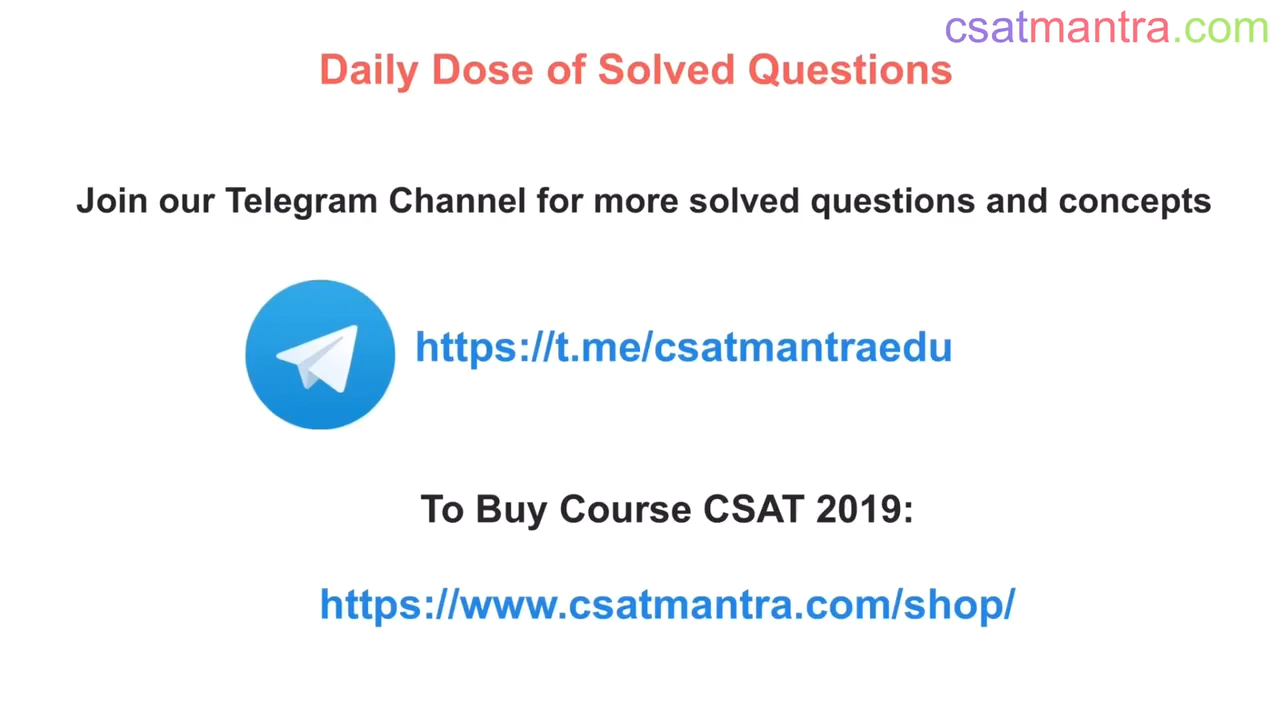 csatmantra.com
Daily Dose of Solved Questions
Join our Telegram Channel for more solved questions and concepts
https://t.me/csatmantraedu
To Buy Course CSAT 2019:
https://www.csatmantra.com/shop/